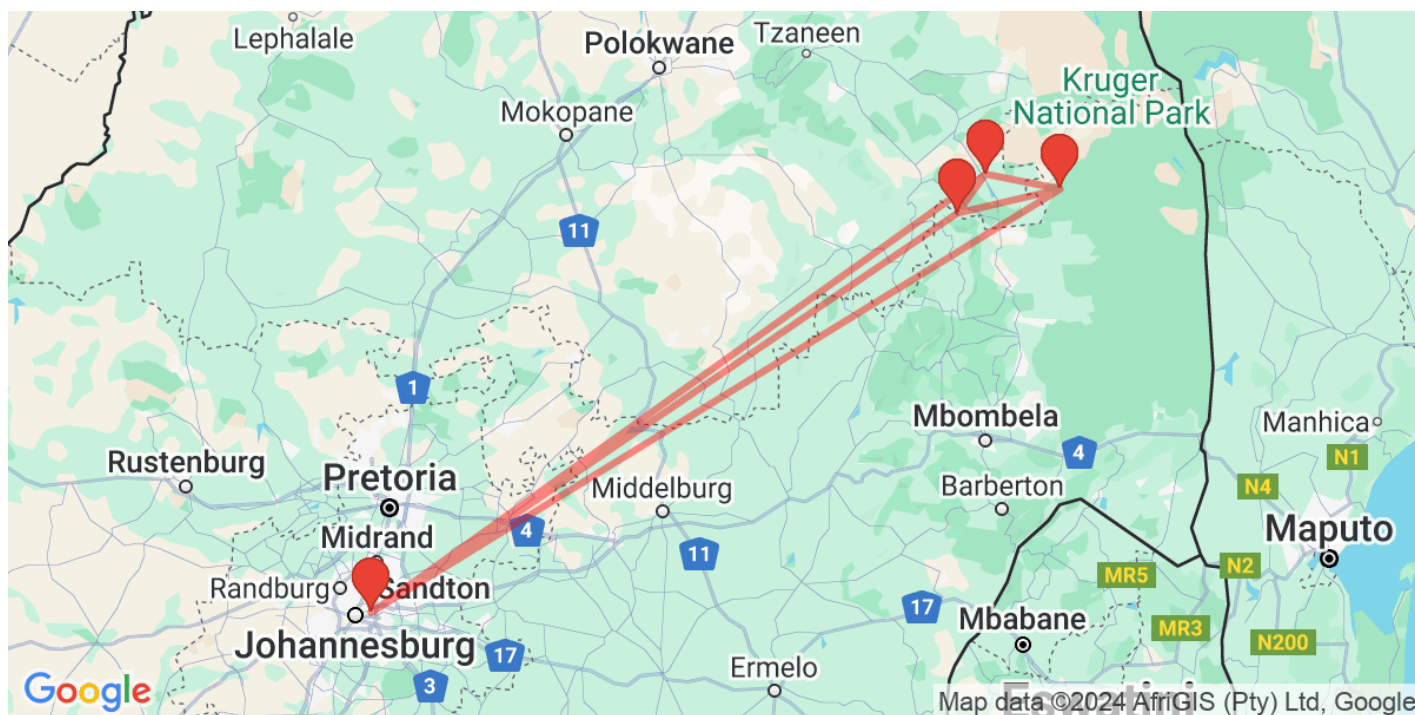 Lephalale
Polokwane
Tzaneen
Kruger
National Park
Mokopane
11
1
Mbombela
Manhica
4
N1
Rustenburg
Pretoria
Middelburg
Barberton
N4
4
Maputo
Midrand
11
N2
MR5
Randburg
Sandton
17
Mbabane
MR3
N200
Johannesburg
17
Ermelo
3
Google
Eswatini
Map data ©2024 AfriGIS (Pty) Ltd, Google